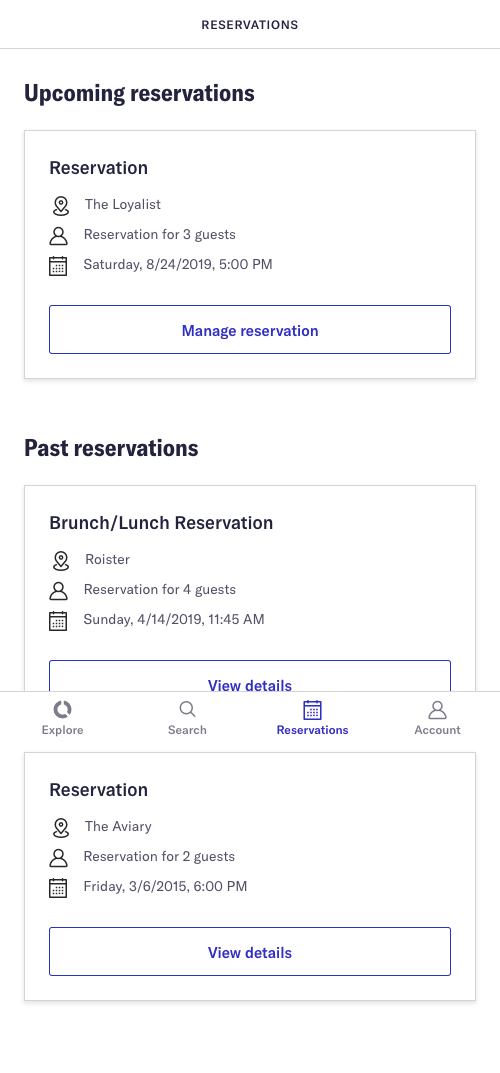 RESERVATIONS
Upcoming reservations
Reservation
The Loyalist
Reservation for 3 guests
Saturday, 8/24/2019, 5:00 PM
Manage reservation
Past reservations
Brunch/Lunch Reservation
Roister
Reservation for 4 guests
Sunday, 4/14/2019, 11:45 AM
View details
Explore
Search
Reservations
Account
Reservation
The Aviary
Reservation for 2 guests
Friday, 3/6/2015, 6:00 PM
View details